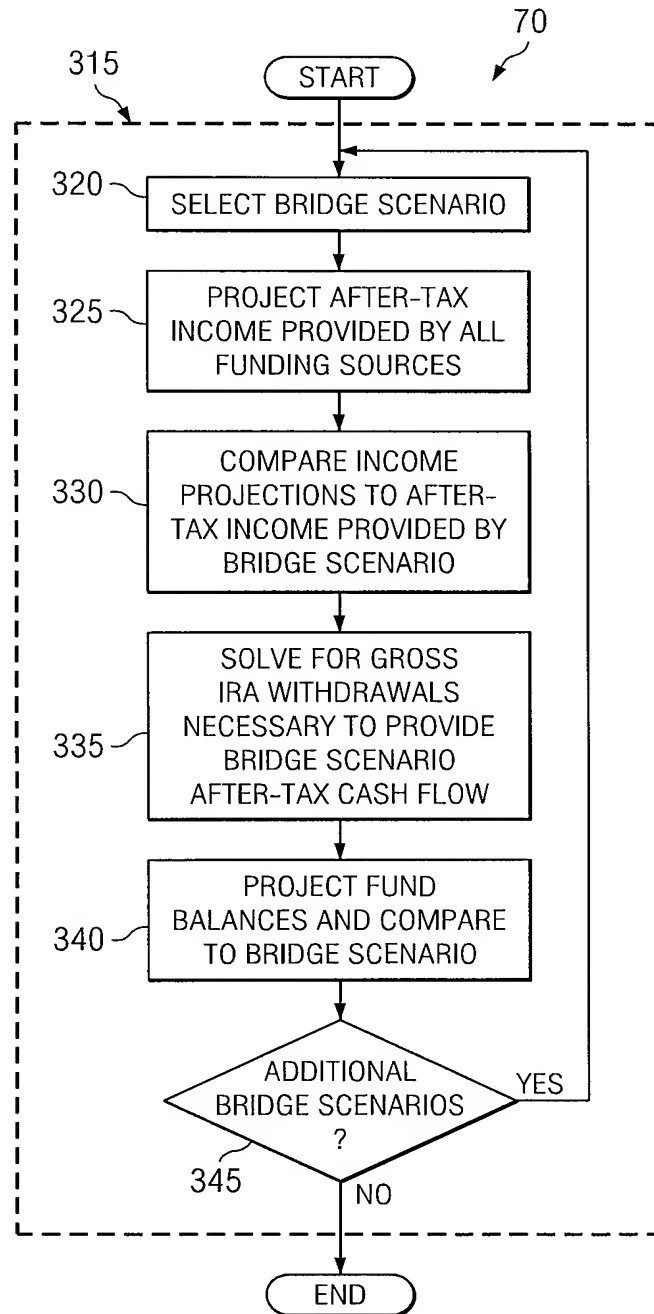 70
315
START
320
SELECT BRIDGE SCENARIO
325
PROJECT AFTER-TAX
INCOME PROVIDED BY ALL
FUNDING SOURCES
330
COMPARE INCOME
PROJECTIONS TO AFTER-
TAX INCOME PROVIDED BY
BRIDGE SCENARIO
335
SOLVE FOR GROSS
IRA WITHDRAWALS
NECESSARY TO PROVIDE
BRIDGE SCENARIO
AFTER-TAX CASH FLOW
340
PROJECT FUND
BALANCES AND COMPARE
TO BRIDGE SCENARIO
ADDITIONAL
BRIDGE SCENARIOS
?
YES
345
NO
END